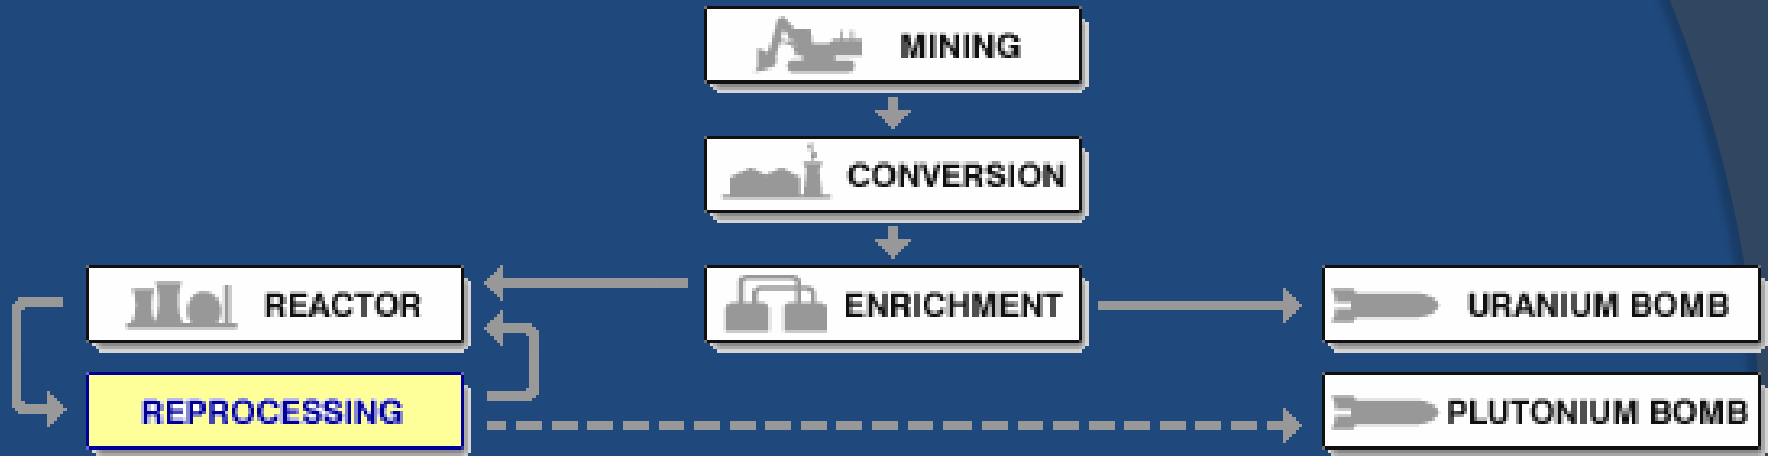 MINING
CONVERSION
REACTOR
ENRICHMENT
URANIUM BOMB
REPROCESSING
PLUTONIUM BOMB